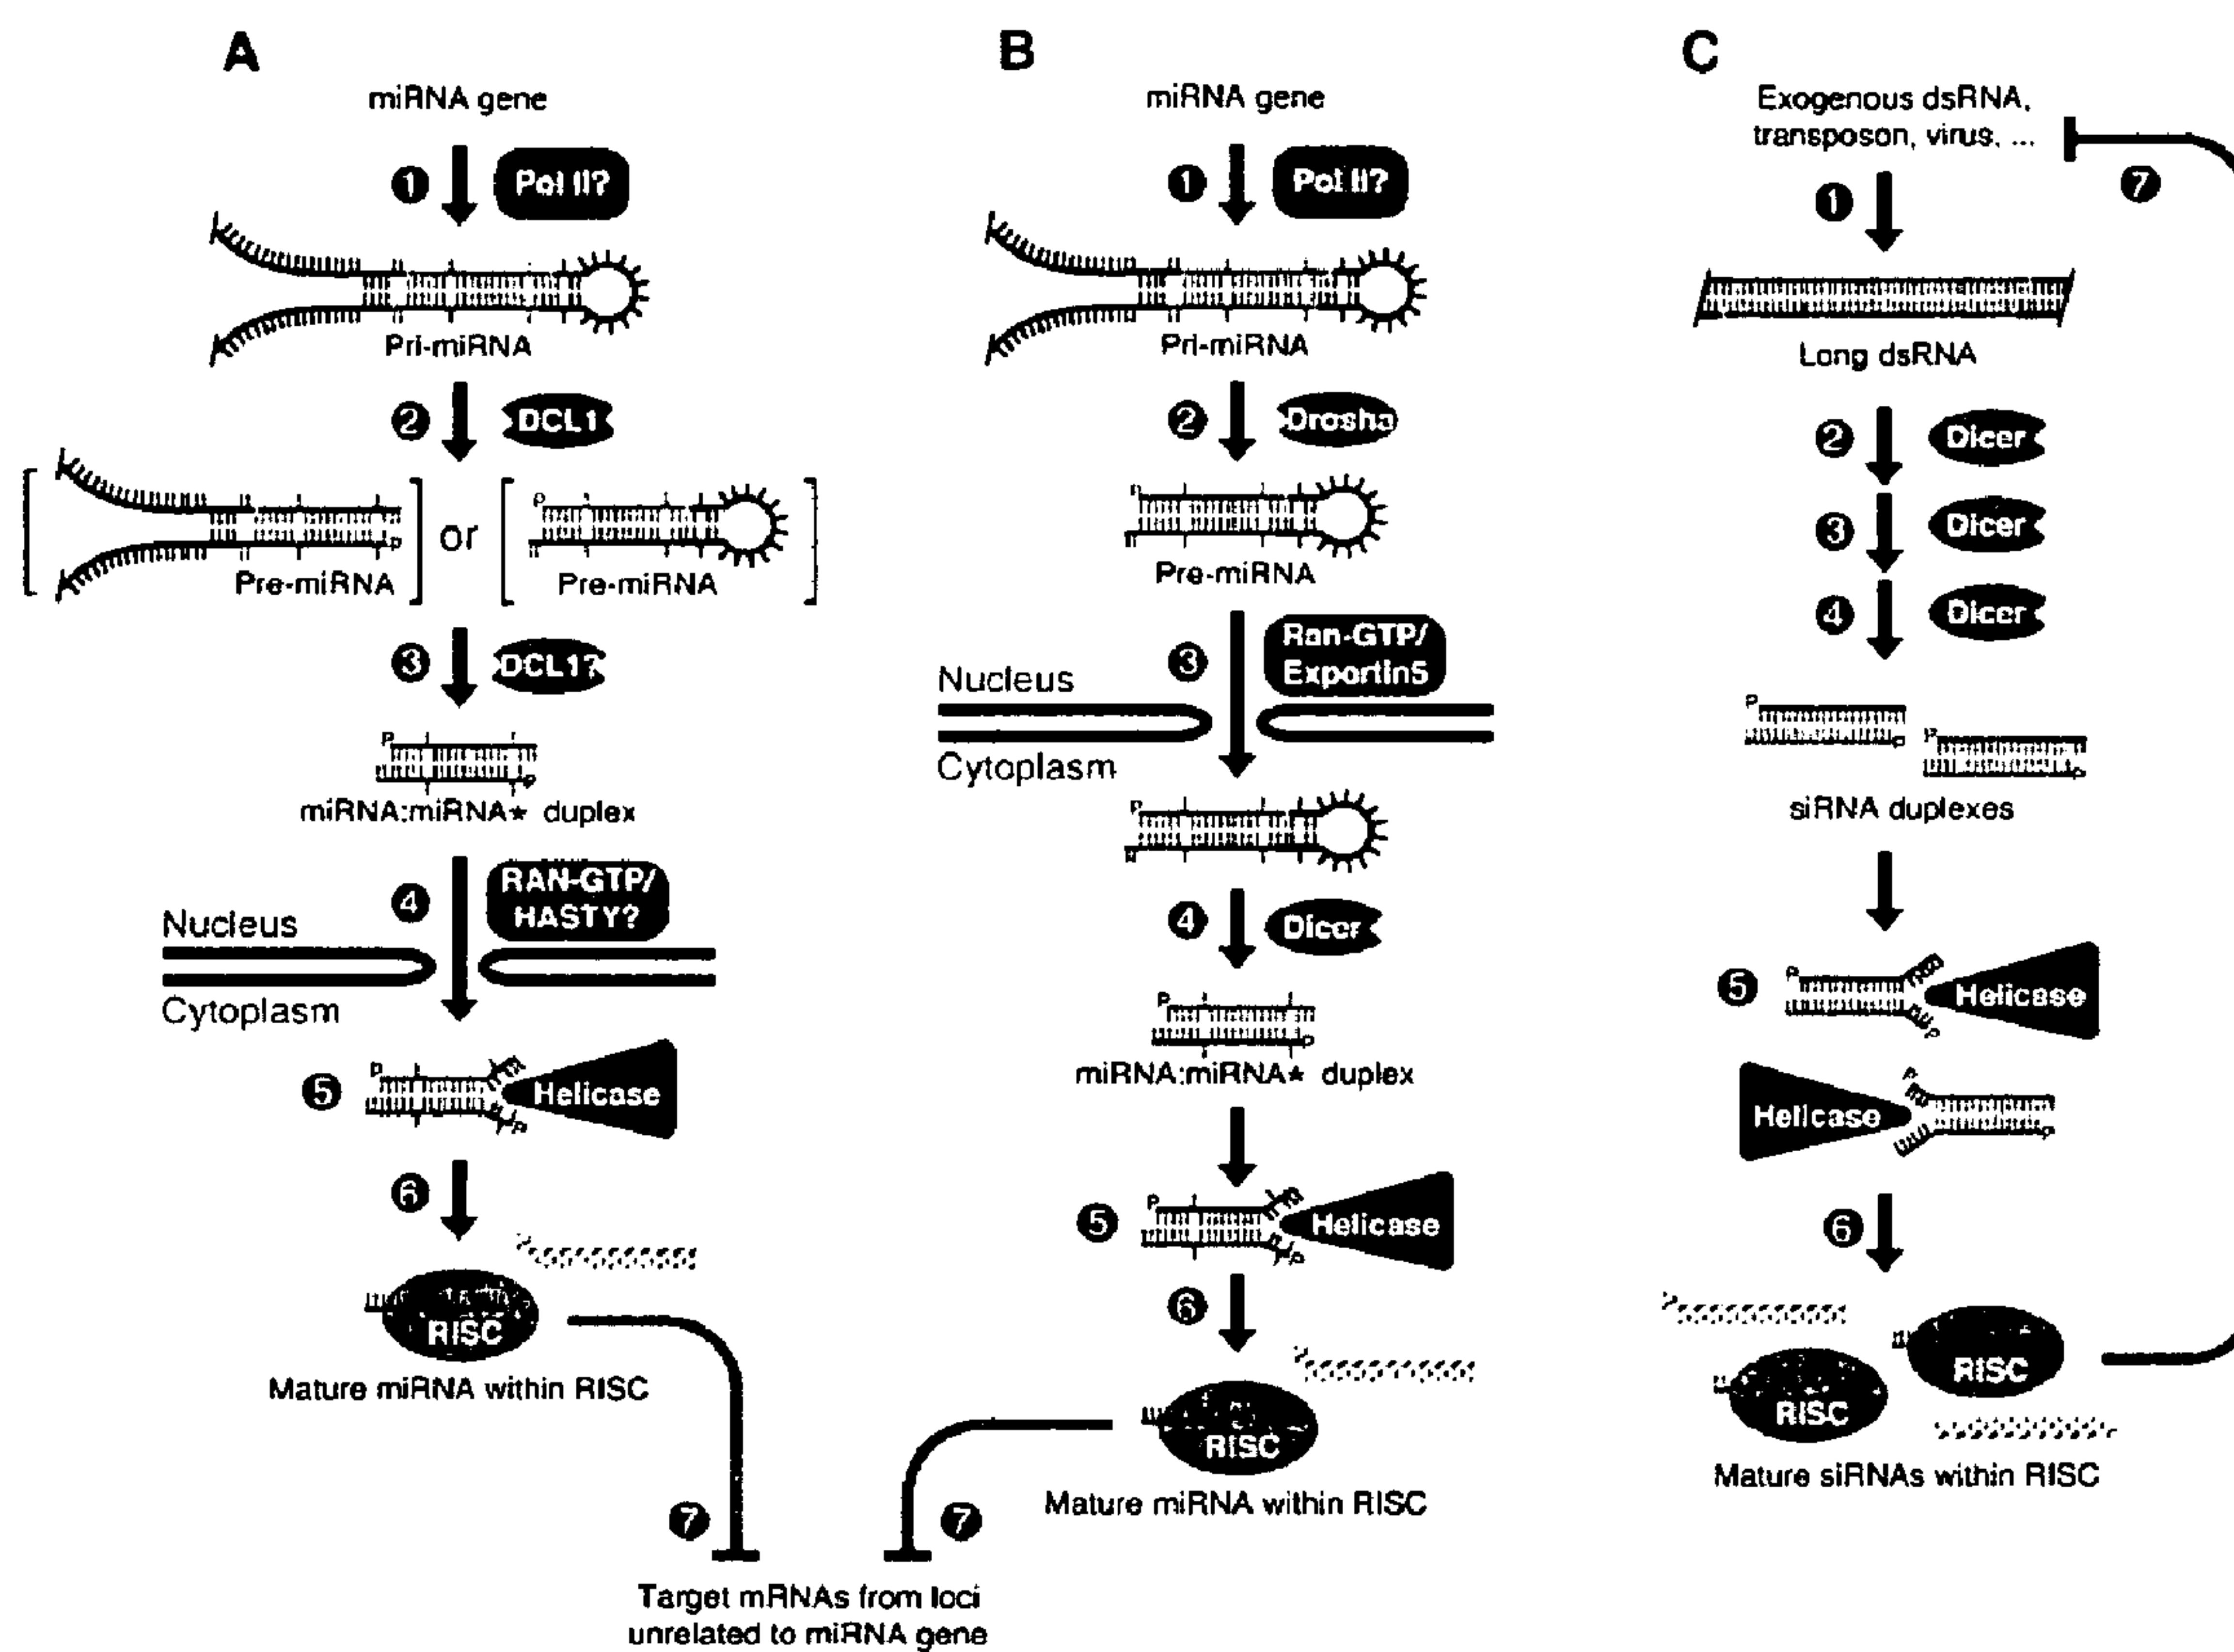 A
miRNA gene
1
Pol II?
Pri-miRNA
2
DCL1
P
P
Pre-miRNA
or
Pre-miRNA
3
DCL1?
P
P
miRNA:miRNA* duplex
4
RAN-GTP/
HASTY?
Nucleus
Cytoplasm
P
P
5
Helicase
6
P
RISC
Mature miRNA within RISC
7
B
miRNA gene
1
Pol II?
Pri-miRNA
2
Drosha
P
Pre-miRNA
3
Ran-GTP/
Exportin5
Nucleus
Cytoplasm
P
4
Dicer
P
P
miRNA:miRNA* duplex
P
P
5
Helicase
6
P
RISC
Mature miRNA within RISC
7
Target mRNAs from loci
unrelated to miRNA gene
C
Exogenous dsRNA,
transposon, virus, ...
7
1
Long dsRNA
2
Dicer
3
Dicer
4
Dicer
P
P
P
P
siRNA duplexes
5
P
P
Helicase
Helicase
P
P
6
P
RISC
RISC
Mature siRNAs within RISC